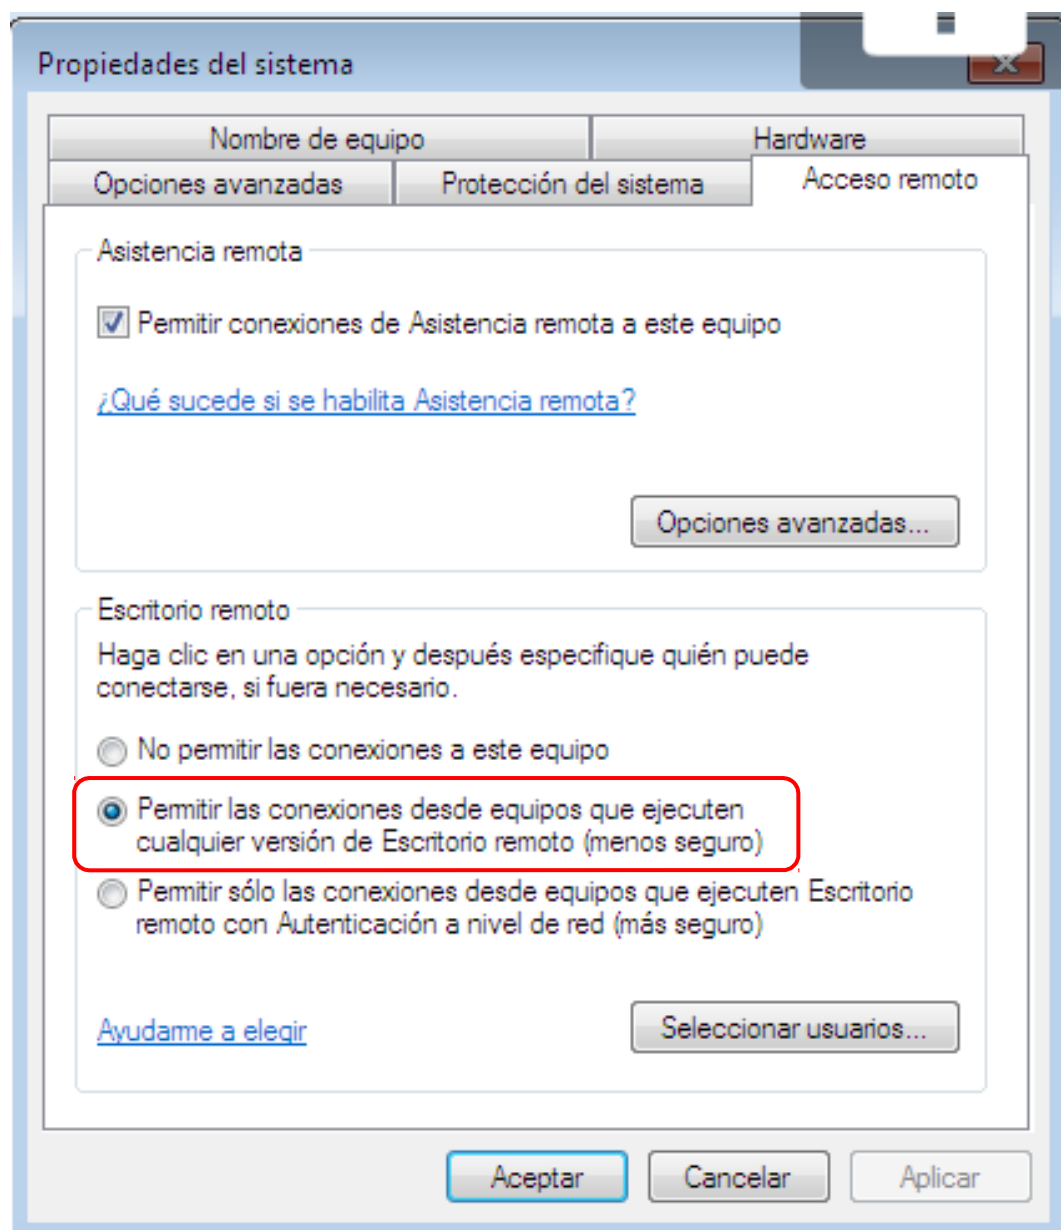 Propiedades del sistema
Nombre de equipo
Hardware
Opciones avanzadas
Protección del sistema
Acceso remoto
Asistencia remota
Permitir conexiones de Asistencia remota a este equipo
¿Qué sucede si se habilita Asistencia remota?
Opciones avanzadas...
Escritorio remoto
Haga clic en una opción y después especifique quién puede
conectarse, si fuera necesario.
No permitir las conexiones a este equipo
Permitir las conexiones desde equipos que ejecuten
cualquier versión de Escritorio remoto (menos seguro)
Permitir sólo las conexiones desde equipos que ejecuten Escritorio
remoto con Autenticación a nivel de red (más seguro)
Ayudarme a elegir
Seleccionar usuarios...
Aceptar
Cancelar
Aplicar